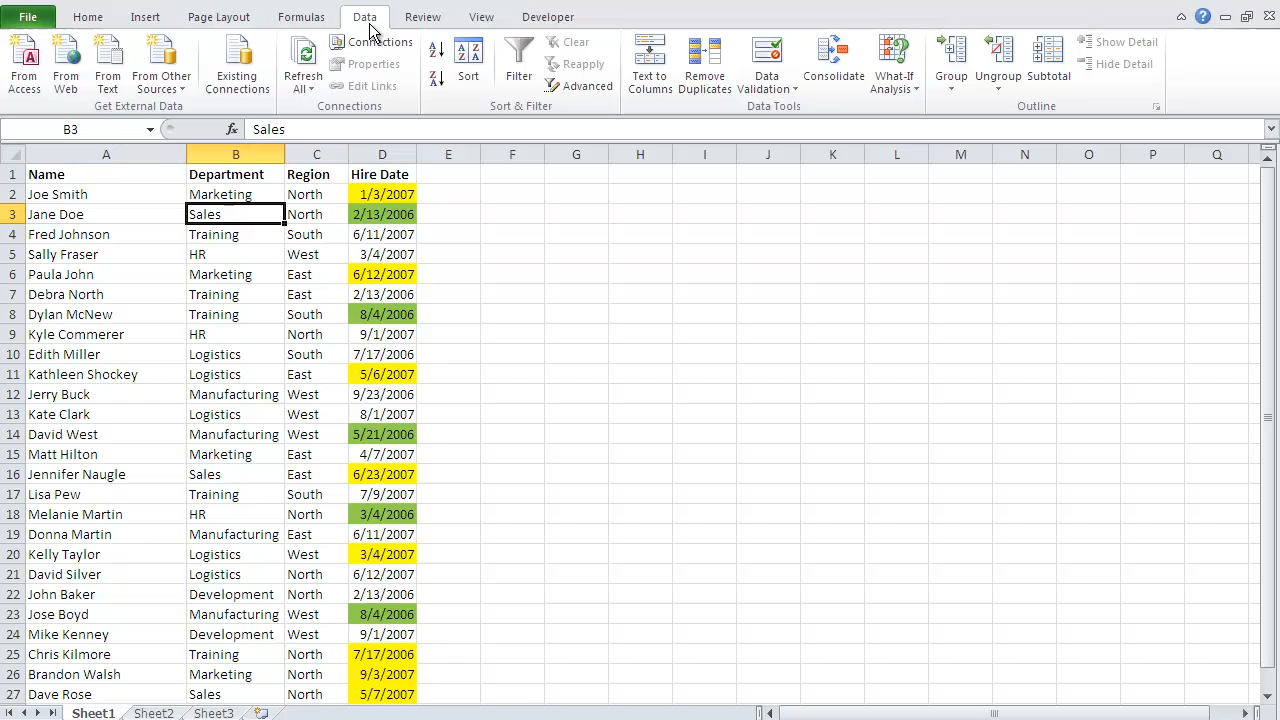 File Home Insert Page Layout Formulas Data Review View Developer
From Access From Web From Text From Other Sources Existing Connections Refresh All Connections Properties Edit Links Sort Filter Clear Reapply Advanced Text to Columns Remove Duplicates Data Validation Consolidate What-If Analysis Group Ungroup Subtotal Show Detail Hide Detail
Get External Data Connections Sort & Filter Data Tools Outline
B3 fx Sales
A B C D E F G H I J K L M N O P Q
1 Name Department Region Hire Date
2 Joe Smith Marketing North 1/3/2007
3 Jane Doe Sales North 2/13/2006
4 Fred Johnson Training South 6/11/2007
5 Sally Fraser HR West 3/4/2007
6 Paula John Marketing East 6/12/2007
7 Debra North Training East 2/13/2006
8 Dylan McNew Training South 8/4/2006
9 Kyle Commerer HR North 9/1/2007
10 Edith Miller Logistics South 7/17/2006
11 Kathleen Shockey Logistics East 5/6/2007
12 Jerry Buck Manufacturing West 9/23/2006
13 Kate Clark Logistics West 8/1/2007
14 David West Manufacturing West 5/21/2006
15 Matt Hilton Marketing East 4/7/2007
16 Jennifer Naugle Sales East 6/23/2007
17 Lisa Pew Training South 7/9/2007
18 Melanie Martin HR North 3/4/2006
19 Donna Martin Manufacturing East 6/11/2007
20 Kelly Taylor Logistics West 3/4/2007
21 David Silver Logistics North 6/12/2007
22 John Baker Development North 2/13/2006
23 Jose Boyd Manufacturing West 8/4/2006
24 Mike Kenney Development West 9/1/2007
25 Chris Kilmore Training North 7/17/2006
26 Brandon Walsh Marketing North 9/3/2007
27 Dave Rose Sales North 5/7/2007
Sheet1 Sheet2 Sheet3